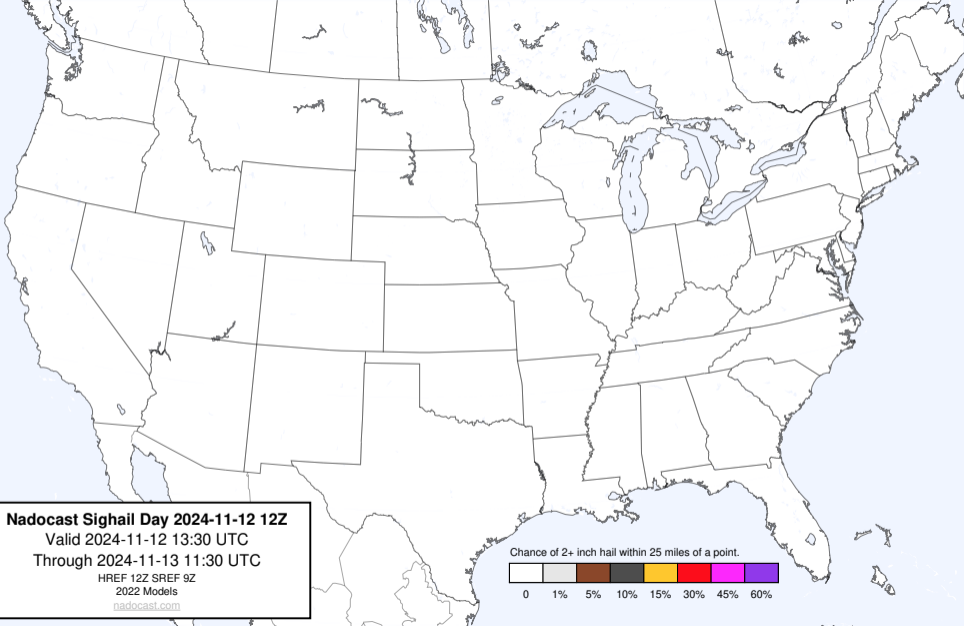 Nadocast Sighail Day 2024-11-12 12Z
Valid 2024-11-12 13:30 UTC
Through 2024-11-13 11:30 UTC
HREF 12Z SREF 9Z
2022 Models
nadocast.com
Chance of 2+ inch hail within 25 miles of a point.
0 1% 5% 10% 15% 30% 45% 60%